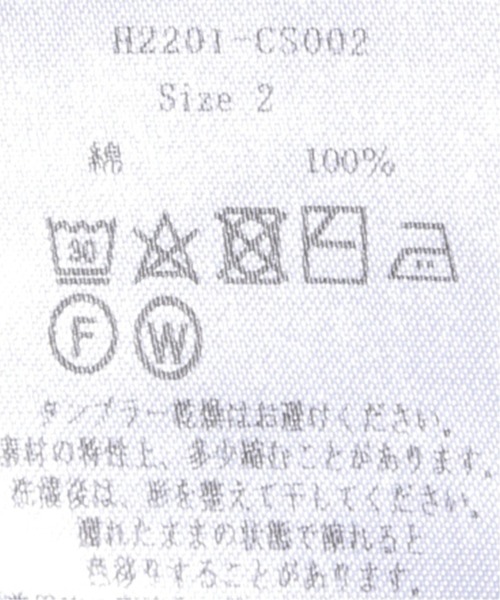 H2201-CS002
Size 2
綿 100%
30
F W
タンブラー乾燥はお避けください。
素材の特性上、多少縮むことがあります。
洗濯後は、形を整えて干してください。
濡れたままの状態で擦れると
色移りすることがあります。